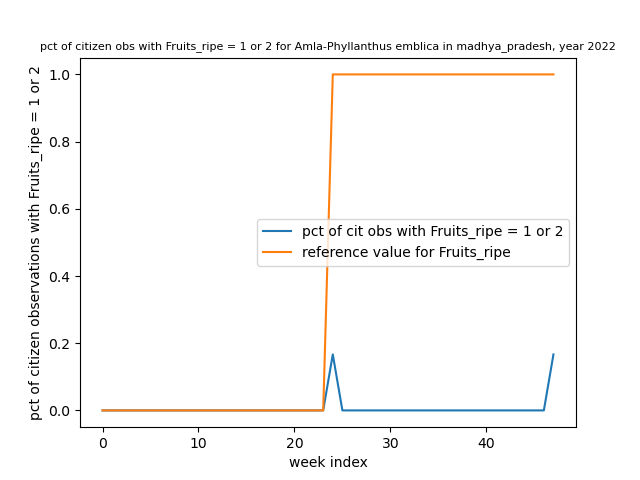 pct of citizen obs with Fruits_ripe = 1 or 2 for Amla-Phyllanthus emblica in madhya_pradesh, year 2022
pct of citizen observations with Fruits_ripe = 1 or 2
1.0
0.8
0.6
0.4
0.2
0.0
pct of cit obs with Fruits_ripe = 1 or 2
reference value for Fruits_ripe
0
10
20
30
40
week index